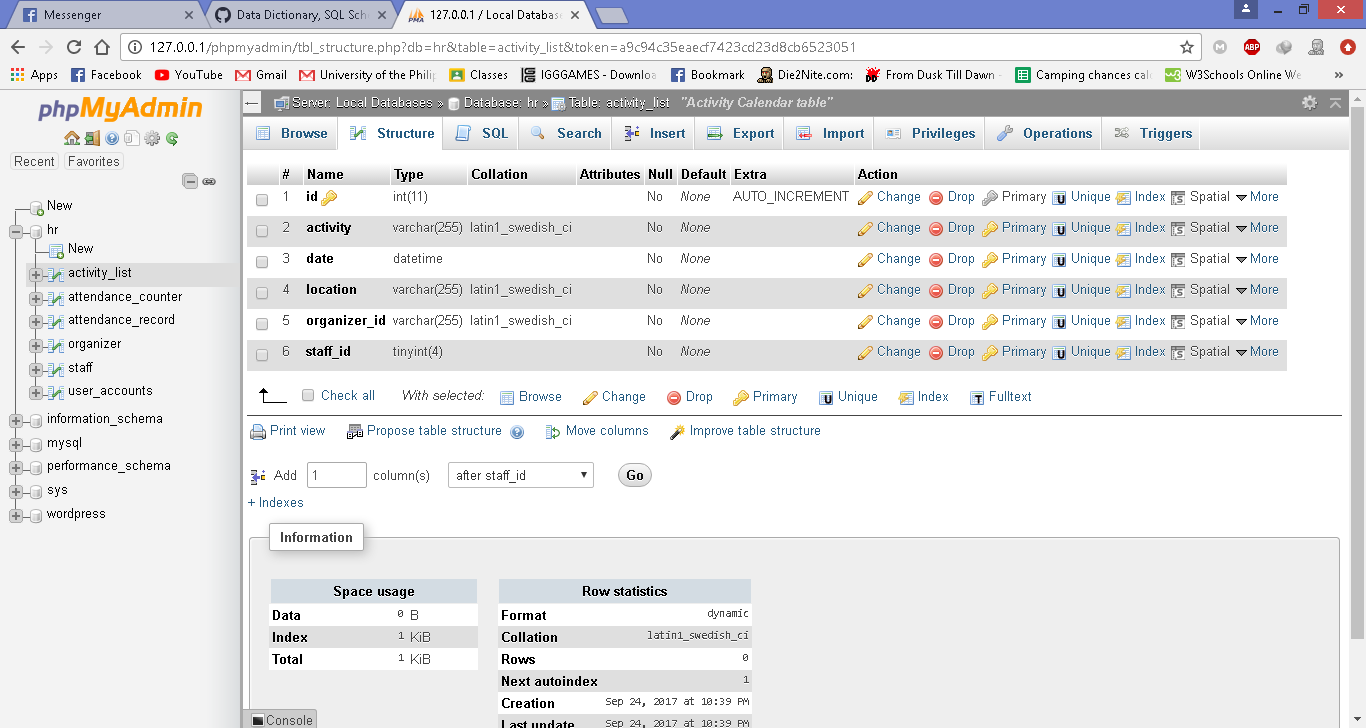 Messenger
Data Dictionary, SQL Sch
127.0.0.1 / Local Databas
127.0.0.1/phpmyadmin/tbl_structure.php?db=hr&table=activity_list&token=a9c94c35eaecf7423cd23d8cb6523051
Apps Facebook YouTube Gmail University of the Philip Classes IGGGAMES - Downloa Bookmark Die2Nite.com: From Dusk Till Dawn Camping chances cal W3Schools Online We »
phpMyAdmin
Recent Favorites
New
hr
New
activity_list
attendance_counter
attendance_record
organizer
staff
user_accounts
information_schema
mysql
performance_schema
sys
wordpress
Server: Local Databases » Database: hr » Table: activity_list "Activity Calendar table"
Browse Structure SQL Search Insert Export Import Privileges Operations Triggers
# Name Type Collation Attributes Null Default Extra Action
1 id int(11) No None AUTO_INCREMENT Change Drop Primary Unique Index Spatial More
2 activity varchar(255) latin1_swedish_ci No None Change Drop Primary Unique Index Spatial More
3 date datetime No None Change Drop Primary Unique Index Spatial More
4 location varchar(255) latin1_swedish_ci No None Change Drop Primary Unique Index Spatial More
5 organizer_id varchar(255) latin1_swedish_ci No None Change Drop Primary Unique Index Spatial More
6 staff_id tinyint(4) No None Change Drop Primary Unique Index Spatial More
Check all With selected: Browse Change Drop Primary Unique Index Fulltext
Print view Propose table structure Move columns Improve table structure
Add 1 column(s) after staff_id Go
+ Indexes
Information
Space usage
Data 0 B
Index 1 KiB
Total 1 KiB
Row statistics
Format dynamic
Collation latin1_swedish_ci
Rows 0
Next autoindex 1
Creation Sep 24, 2017 at 10:39 PM
Last update Sep 24, 2017 at 10:39 PM
Console